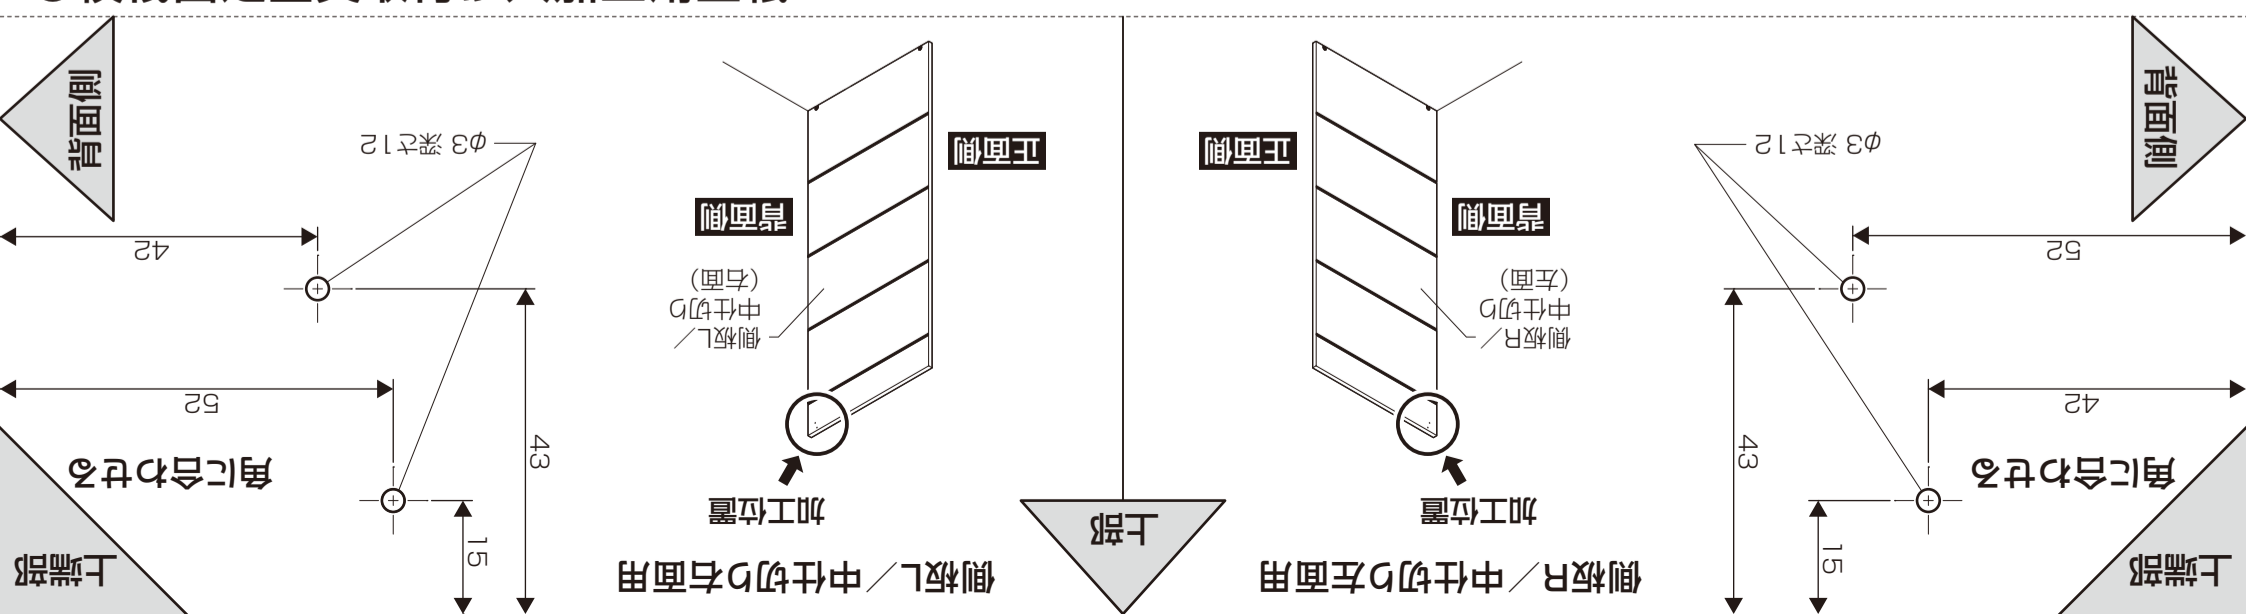 上端部
側板R／中仕切り左面用
加工位置
角に合わせる
15
43
42
52
φ3 深さ12
背面側
側板R／
中仕切り
（左面）
背面側
正面側
上部
側板L／中仕切り右面用
加工位置
側板L／
中仕切り
（右面）
背面側
正面側
上端部
角に合わせる
15
43
52
42
φ3 深さ12
背面側